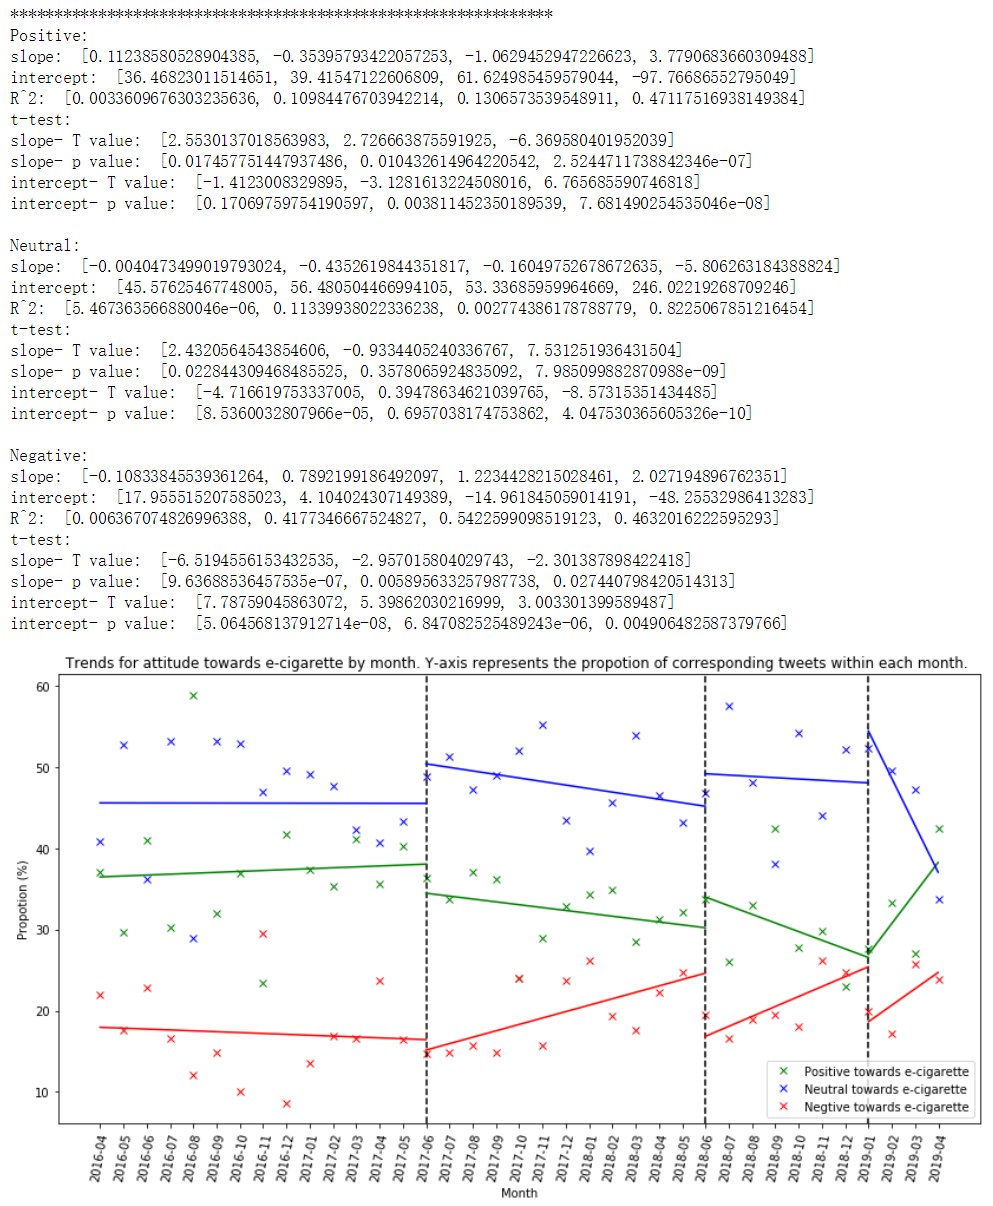 ************************************************************
Positive:
slope:  [0.11238580528904385, -0.35395793422057253, -1.0629452947226623, 3.7790683660309488]
intercept:  [36.46823011514651, 39.41547122606809, 61.624985459579044, -97.76686552795049]
R^2:  [0.0033609676303235636, 0.10984476703942214, 0.1306573539548911, 0.47117516938149384]
t-test:
slope- T value:  [2.5530137018563983, 2.726663875591925, -6.369580401952039]
slope- p value:  [0.017457751447937486, 0.010432614964220542, 2.5244711738842346e-07]
intercept- T value:  [-1.4123008329895, -3.1281613224508016, 6.765685590746818]
intercept- p value:  [0.17069759754190597, 0.003811452350189539, 7.681490254535046e-08]
Neutral:
slope:  [-0.0040473499019793024, -0.4352619844351817, -0.16049752678672635, -5.806263184388824]
intercept:  [45.57625467748005, 56.480504466994105, 53.33685959964669, 246.02219268709246]
R^2:  [5.467363566880046e-06, 0.11339938022336238, 0.002774386178788779, 0.8225067851216454]
t-test:
slope- T value:  [2.4320564543854606, -0.9334405240336767, 7.531251936431504]
slope- p value:  [0.022844309468485525, 0.3578065924835092, 7.985099882870988e-09]
intercept- T value:  [-4.716619753337005, 0.39478634621039765, -8.57315351434485]
intercept- p value:  [8.5360032807966e-05, 0.6957038174753862, 4.047530365605326e-10]
Negative:
slope:  [-0.10833845539361264, 0.7892199186492097, 1.2234428215028461, 2.027194896762351]
intercept:  [17.955515207585023, 4.104024307149389, -14.961845059014191, -48.25532986413283]
R^2:  [0.006367074826996388, 0.4177346667524827, 0.5422599098519123, 0.4632016222595293]
t-test:
slope- T value:  [-6.5194556153432535, -2.957015804029743, -2.301387898422418]
slope- p value:  [9.63688536457535e-07, 0.005895633257987738, 0.027440798420514313]
intercept- T value:  [7.78759045863072, 5.39862030216999, 3.003301399589487]
intercept- p value:  [5.064568137912714e-08, 6.847082525489243e-06, 0.004906482587379766]
Trends for attitude towards e-cigarette by month. Y-axis represents the propotion of corresponding tweets within each month.
60
50
40
30
20
10
Propotion (%)
Positive towards e-cigarette
Neutral towards e-cigarette
Negtive towards e-cigarette
2016-04
2016-05
2016-06
2016-07
2016-08
2016-09
2016-10
2016-11
2016-12
2017-01
2017-02
2017-03
2017-04
2017-05
2017-06
2017-07
2017-08
2017-09
2017-10
2017-11
2017-12
2018-01
2018-02
2018-03
2018-04
2018-05
2018-06
2018-07
2018-08
2018-09
2018-10
2018-11
2018-12
2019-01
2019-02
2019-03
2019-04
Month